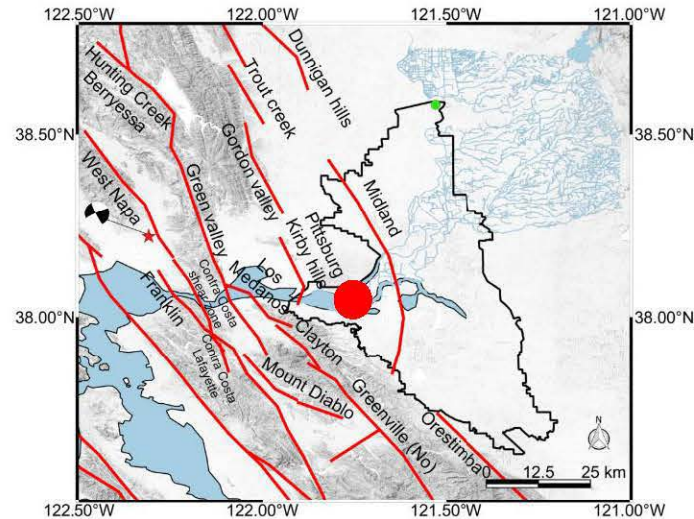 122.50°W
122.00°W
121.50°W
121.00°W
38.50°N
38.50°N
38.00°N
38.00°N
122.50°W
122.00°W
121.50°W
121.00°W
Hunting Creek
Berryessa
Trout creek
Dunnigan hills
West Napa
Green valley
Gordon valley
Midland
Pittsburg
Kirby hills
Los
Medanos
Contra Costa
shear zone
Franklin
Contra Costa
Lafayette
Clayton
Mount Diablo
Greenville (No)
Orestimba
N
0 12.5 25 km